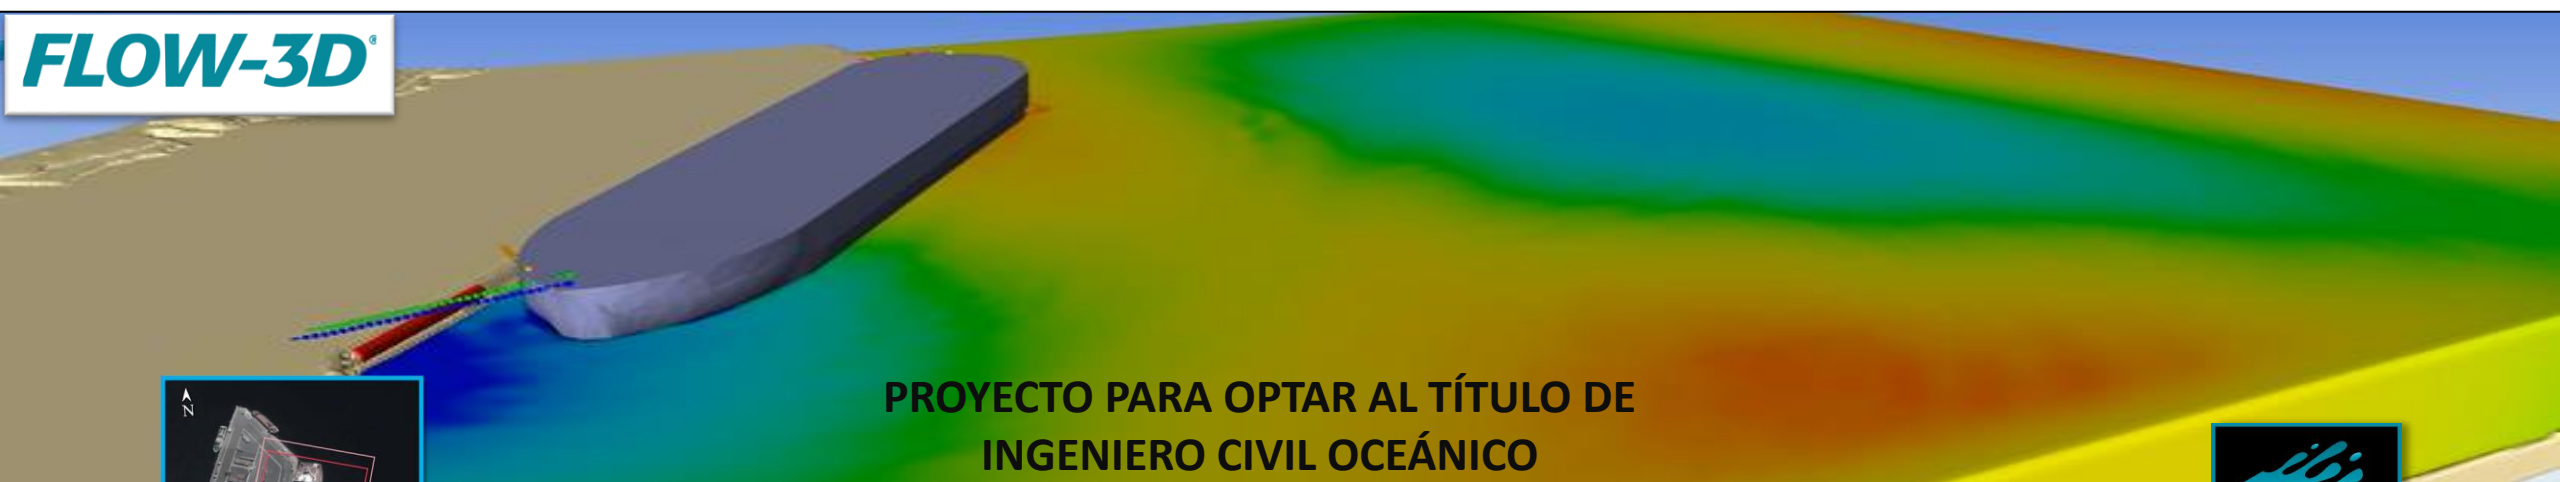 FLOW-3D®
PROYECTO PARA OPTAR AL TÍTULO DE
INGENIERO CIVIL OCEÁNICO
N